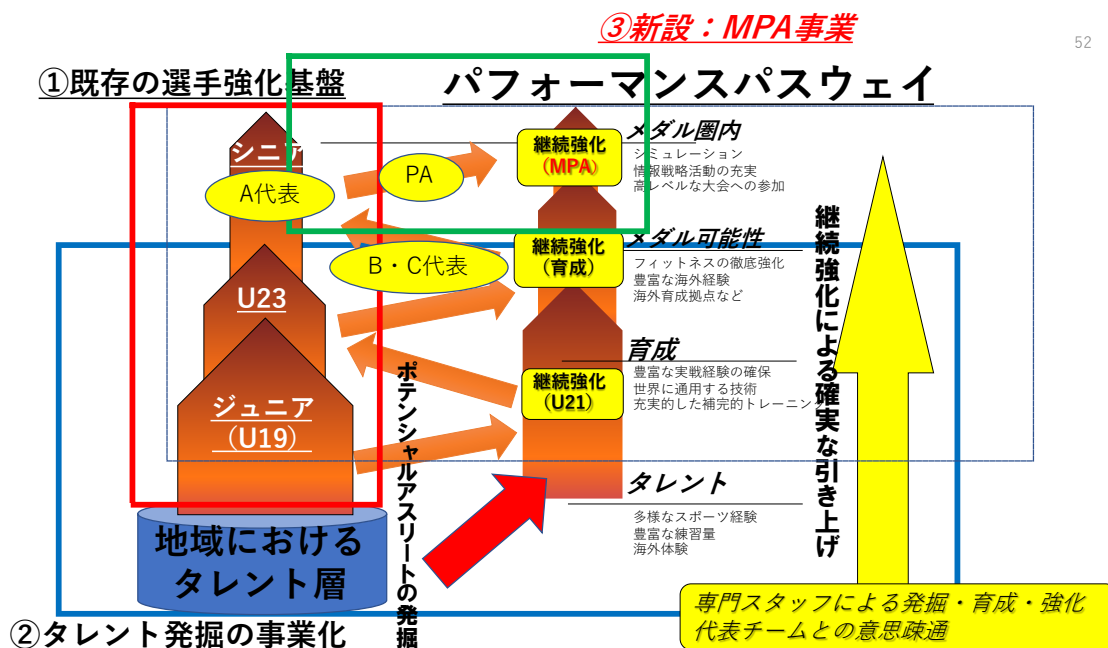 ③新設：MPA事業
52
①既存の選手強化基盤
パフォーマンスパスウェイ
シニア
A代表
PA
継続強化
(MPA)
メダル圏内
シミュレーション
情報戦略活動の充実
高レベルな大会への参加
B・C代表
継続強化
(育成)
メダル可能性
フィットネスの徹底強化
豊富な海外経験
海外育成拠点など
U23
育成
豊富な実戦経験の確保
世界に通用する技術
充実的した補完的トレーニング
継続強化
(U21)
ジュニア
（U19）
ポテンシャルアスリートの発掘
継続強化による確実な引き上げ
タレント
多様なスポーツ経験
豊富な練習量
海外体験
地域における
タレント層
②タレント発掘の事業化
専門スタッフによる発掘・育成・強化
代表チームとの意思疎通